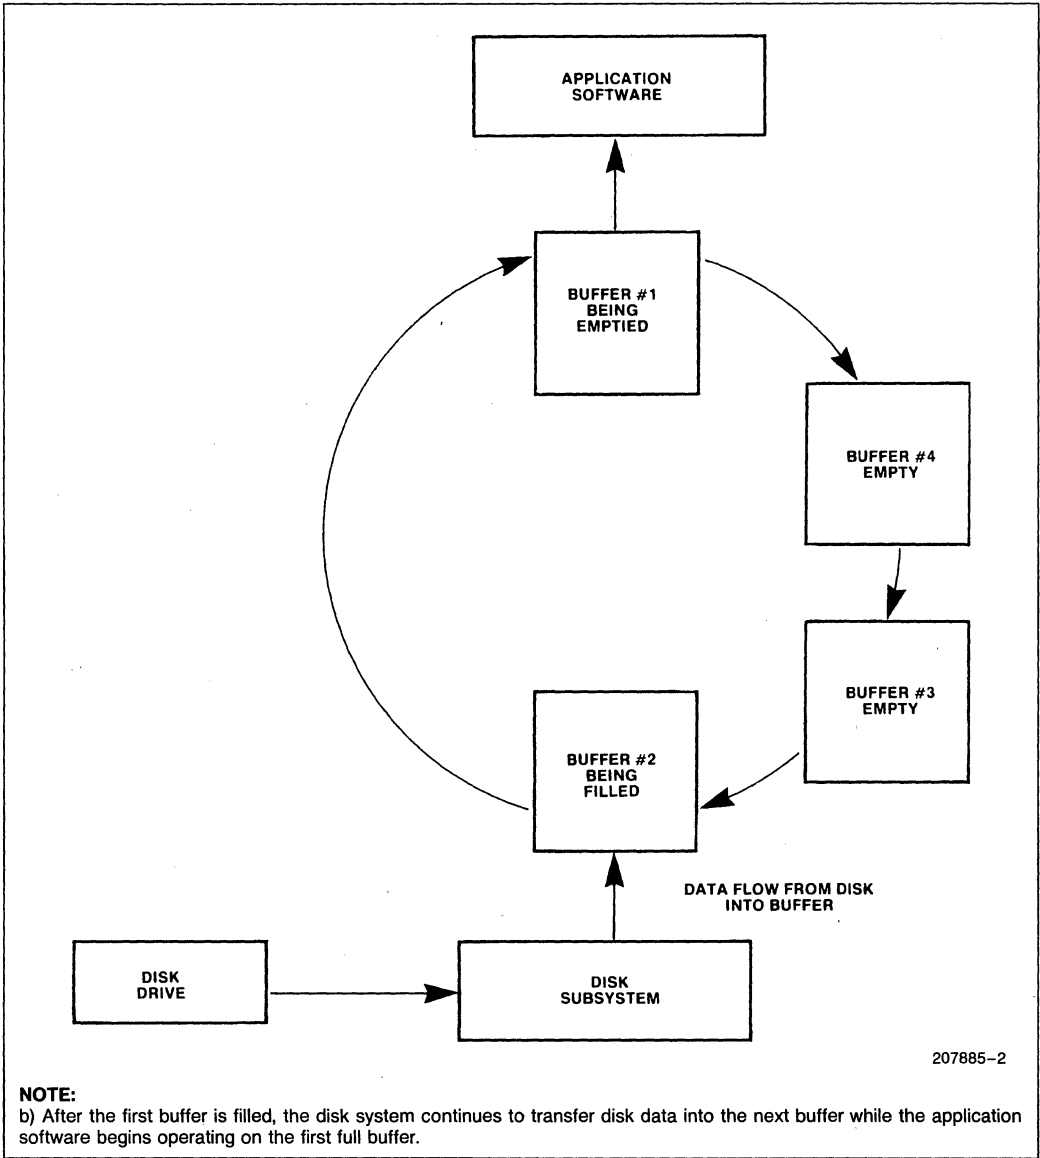 APPLICATION
SOFTWARE
BUFFER #1
BEING
EMPTIED
BUFFER #4
EMPTY
BUFFER #3
EMPTY
BUFFER #2
BEING
FILLED
DATA FLOW FROM DISK
INTO BUFFER
DISK
DRIVE
DISK
SUBSYSTEM
207885–2
NOTE:
b) After the first buffer is filled, the disk system continues to transfer disk data into the next buffer while the application
software begins operating on the first full buffer.